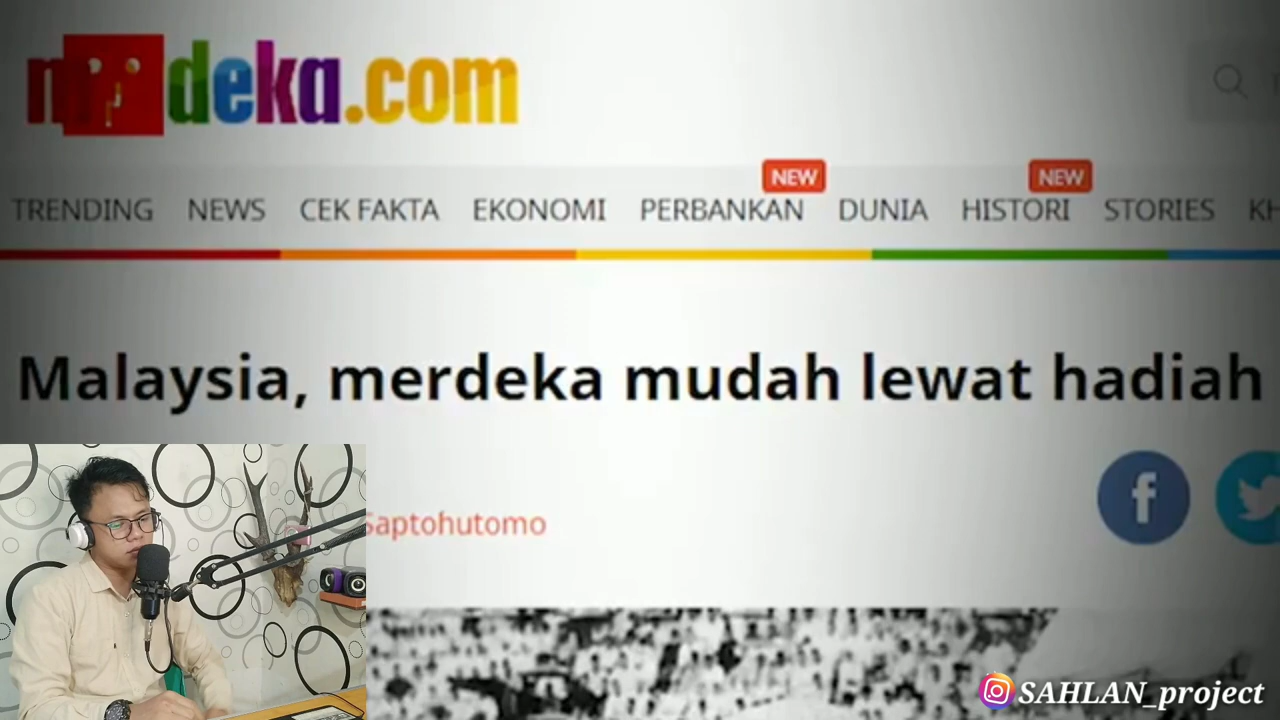 deka.com
NEW
NEW
TRENDING NEWS CEK FAKTA EKONOMI PERBANKAN DUNIA HISTORI STORIES KH
Malaysia, merdeka mudah lewat hadiah
Saptohutomo
SAHLAN_project